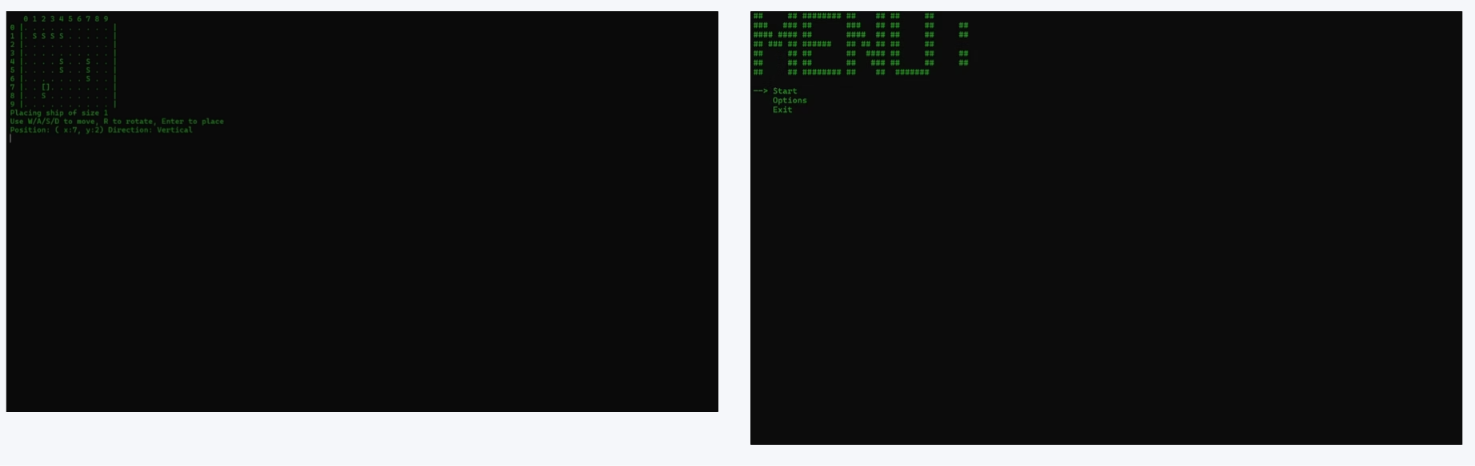 0 1 2 3 4 5 6 7 8 9
0 |. . . . . . . . . . |
1 |. S S S S . . . . . |
2 |. . . . . . . . . . |
3 |. . . . . . . . . . |
4 |. . . . S . . S . . |
5 |. . . . S . . S . . |
6 |. . . . . . . S . . |
7 |. . []. . . . . . . |
8 |. . S . . . . . . . |
9 |. . . . . . . . . . |
Placing ship of size 1
Use W/A/S/D to move, R to rotate, Enter to place
Position: ( x:7, y:2) Direction: Vertical
MENU:
--> Start
Options
Exit